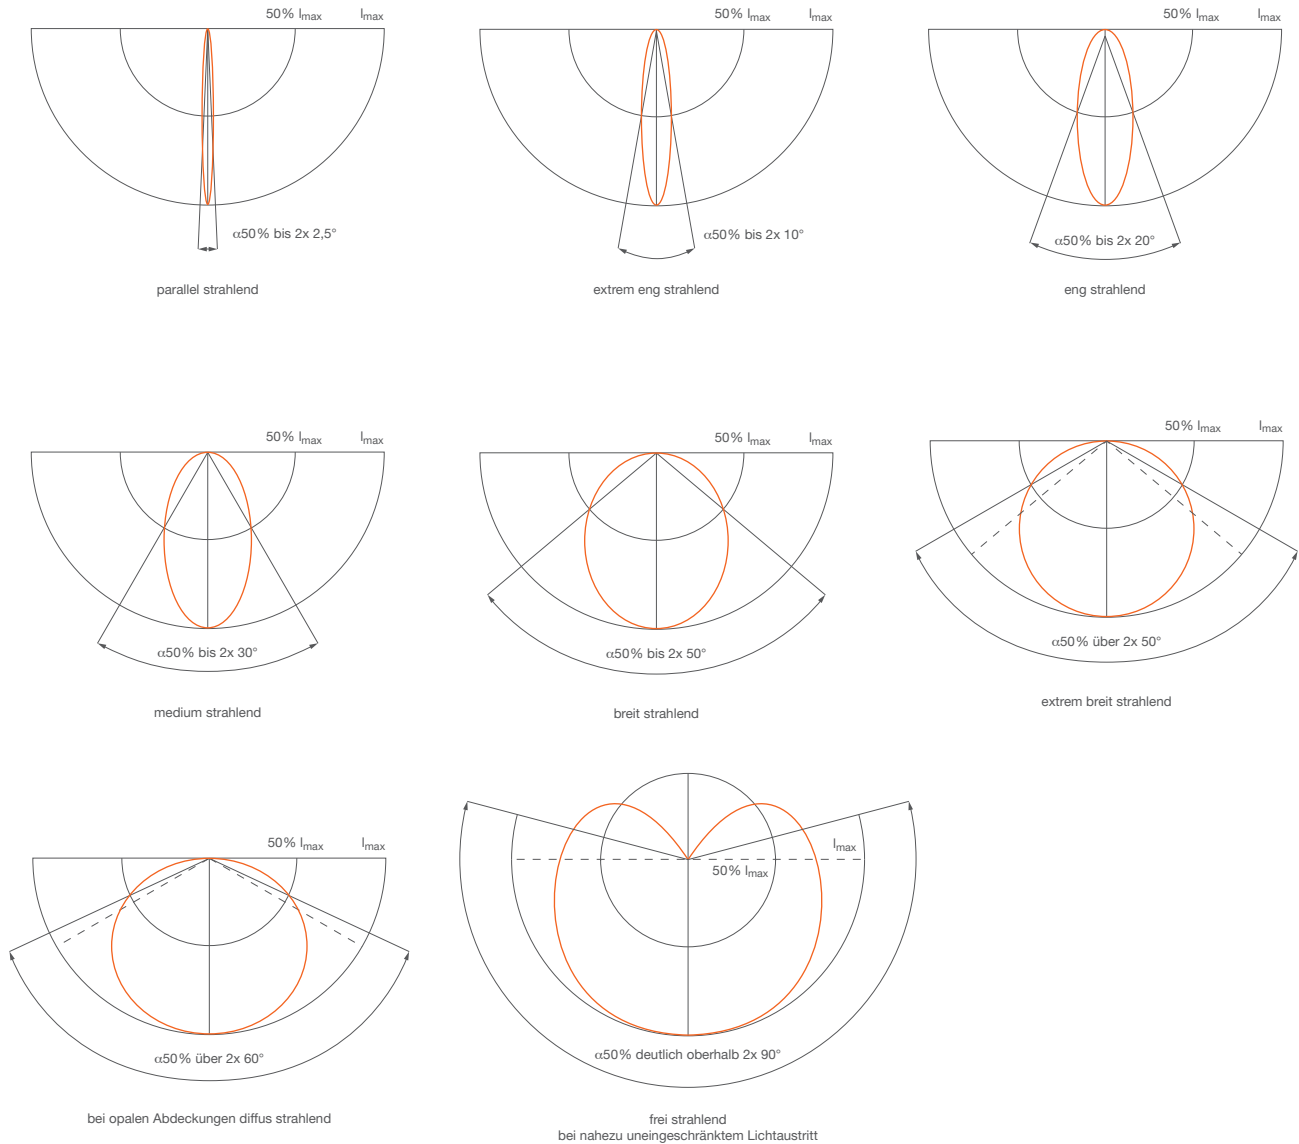 50% Imax Imax
α50% bis 2x 2,5°
parallel strahlend
50% Imax Imax
α50% bis 2x 10°
extrem eng strahlend
50% Imax Imax
α50% bis 2x 20°
eng strahlend
50% Imax Imax
α50% bis 2x 30°
medium strahlend
50% Imax Imax
α50% bis 2x 50°
breit strahlend
50% Imax Imax
α50% über 2x 50°
extrem breit strahlend
50% Imax Imax
α50% über 2x 60°
bei opalen Abdeckungen diffus strahlend
Imax
50% Imax
α50% deutlich oberhalb 2x 90°
frei strahlend
bei nahezu uneingeschränktem Lichtaustritt